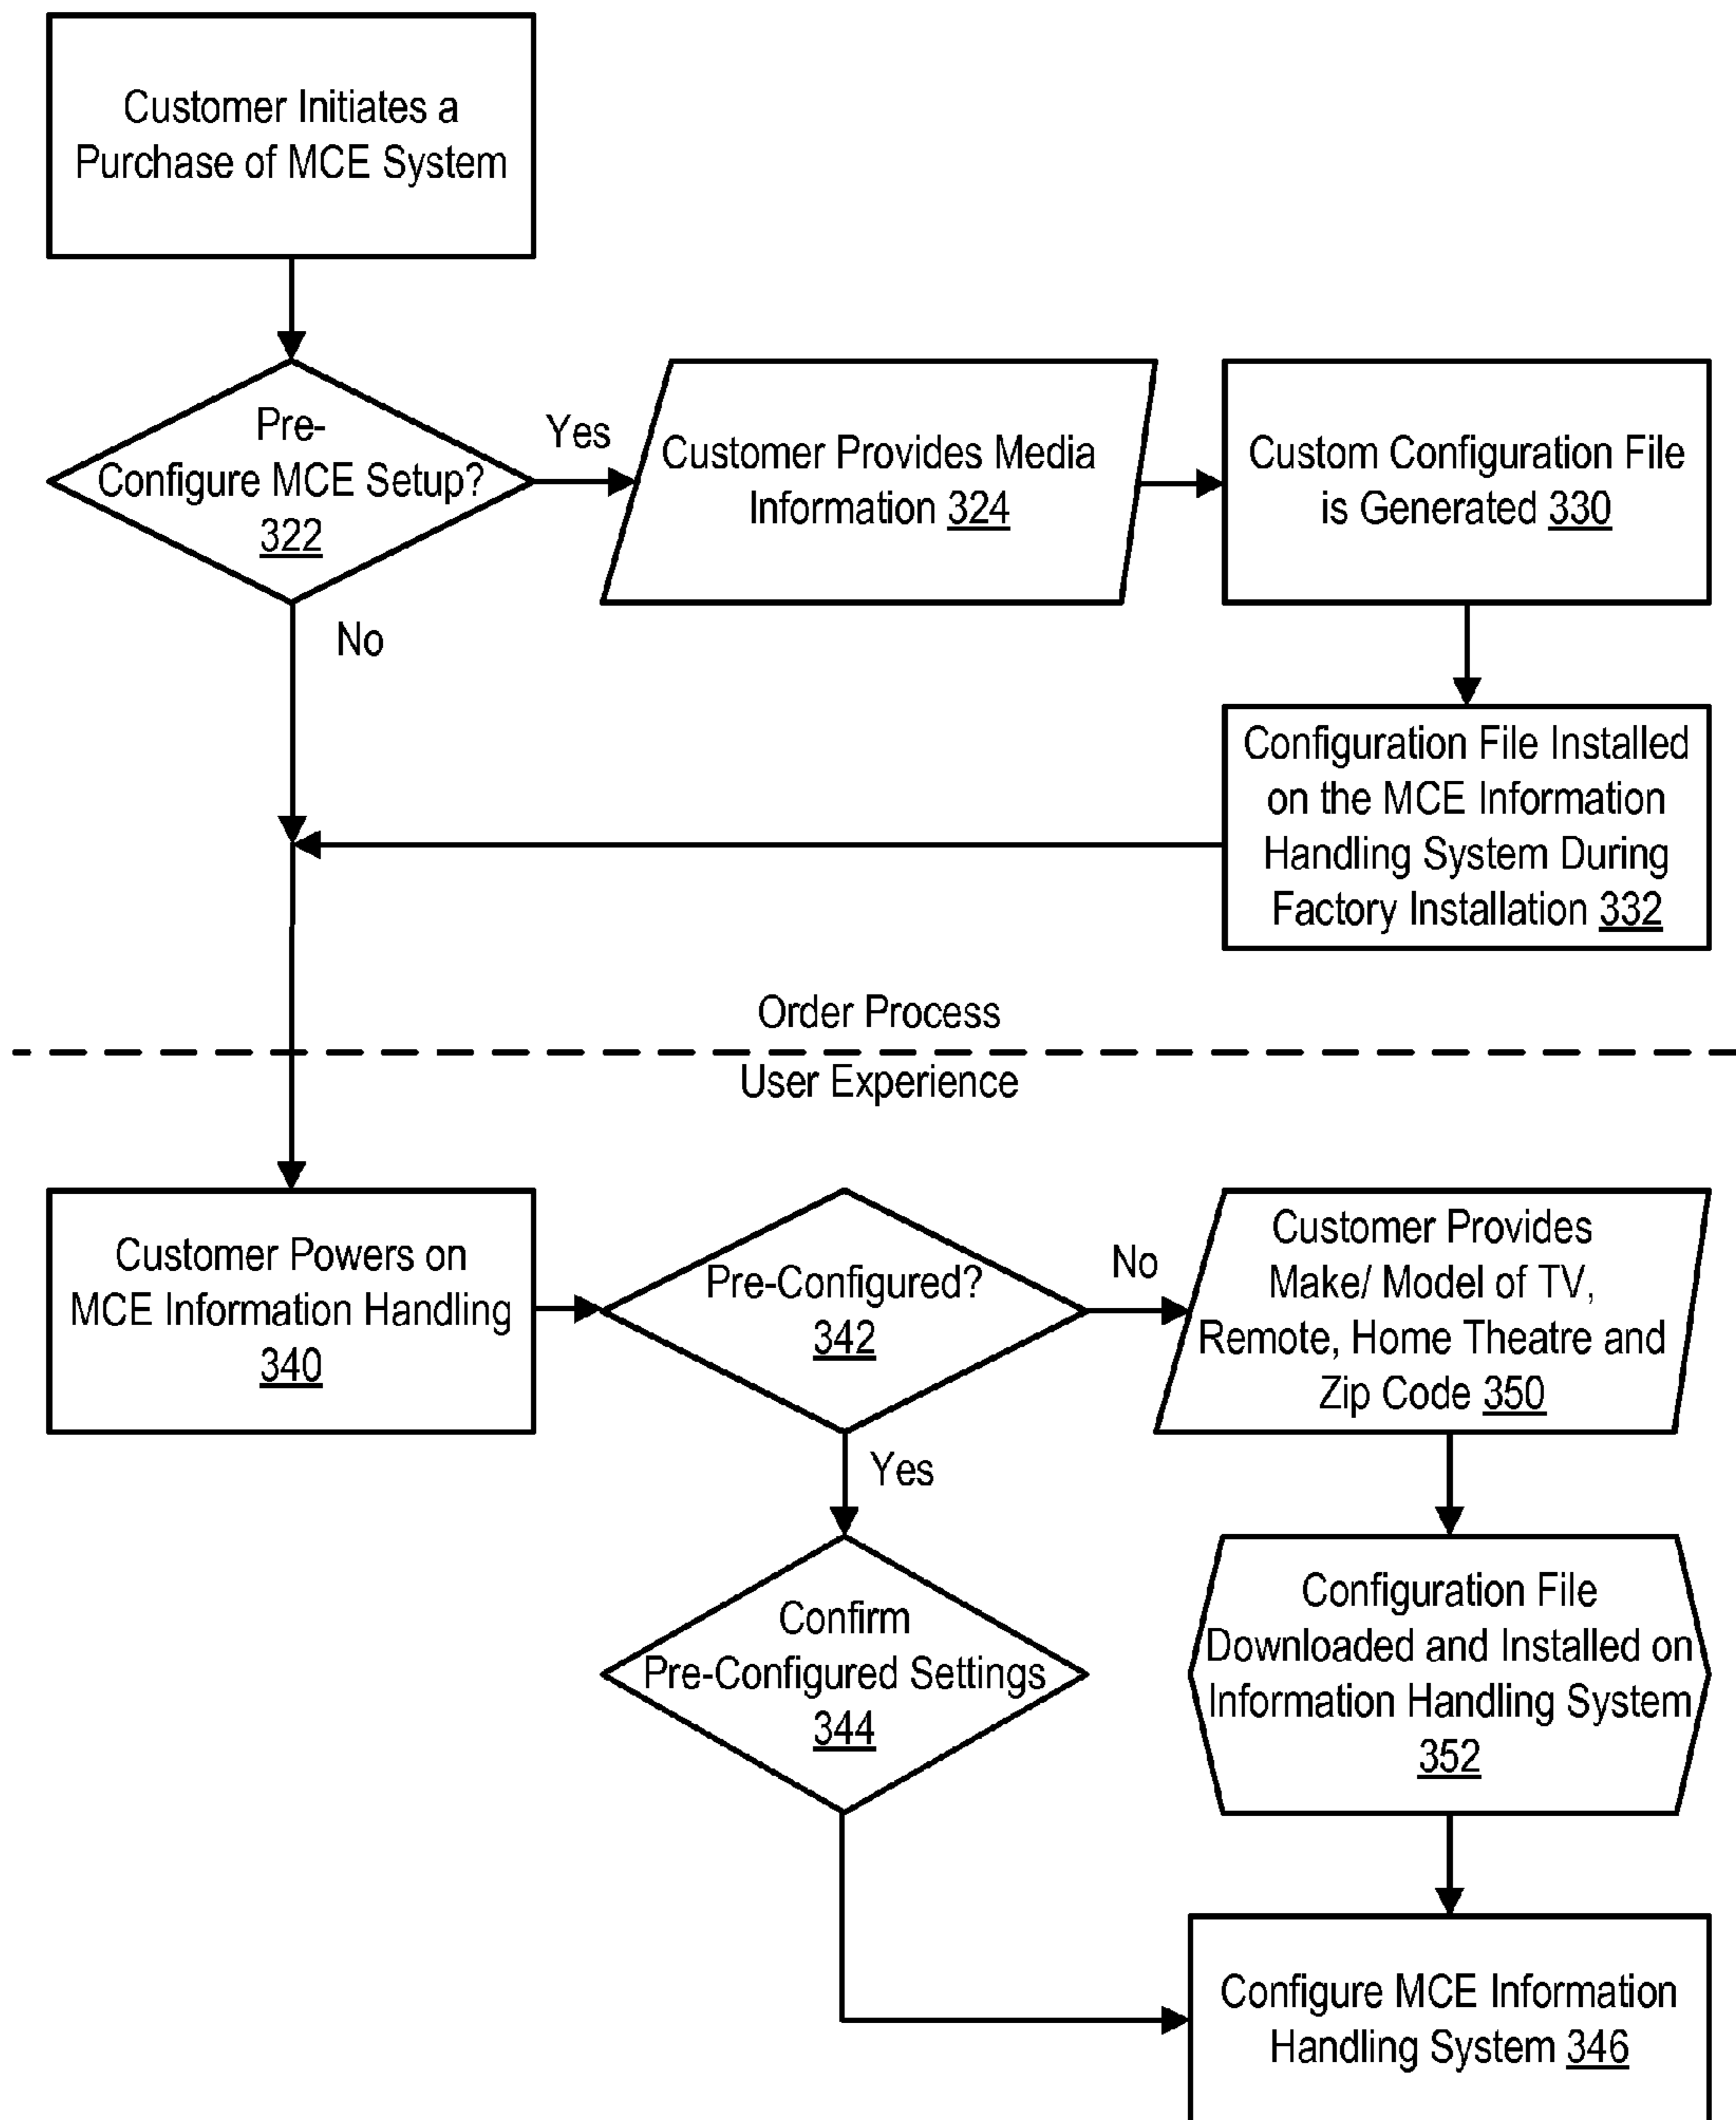 Customer Initiates a
Purchase of MCE System
Pre-
Configure MCE Setup?
322
Yes
No
Customer Provides Media
Information 324
Custom Configuration File
is Generated 330
Configuration File Installed
on the MCE Information
Handling System During
Factory Installation 332
Order Process
User Experience
Customer Powers on
MCE Information Handling
340
Pre-Configured?
342
No
Yes
Customer Provides
Make/ Model of TV,
Remote, Home Theatre and
Zip Code 350
Confirm
Pre-Configured Settings
344
Configuration File
Downloaded and Installed on
Information Handling System
352
Configure MCE Information
Handling System 346